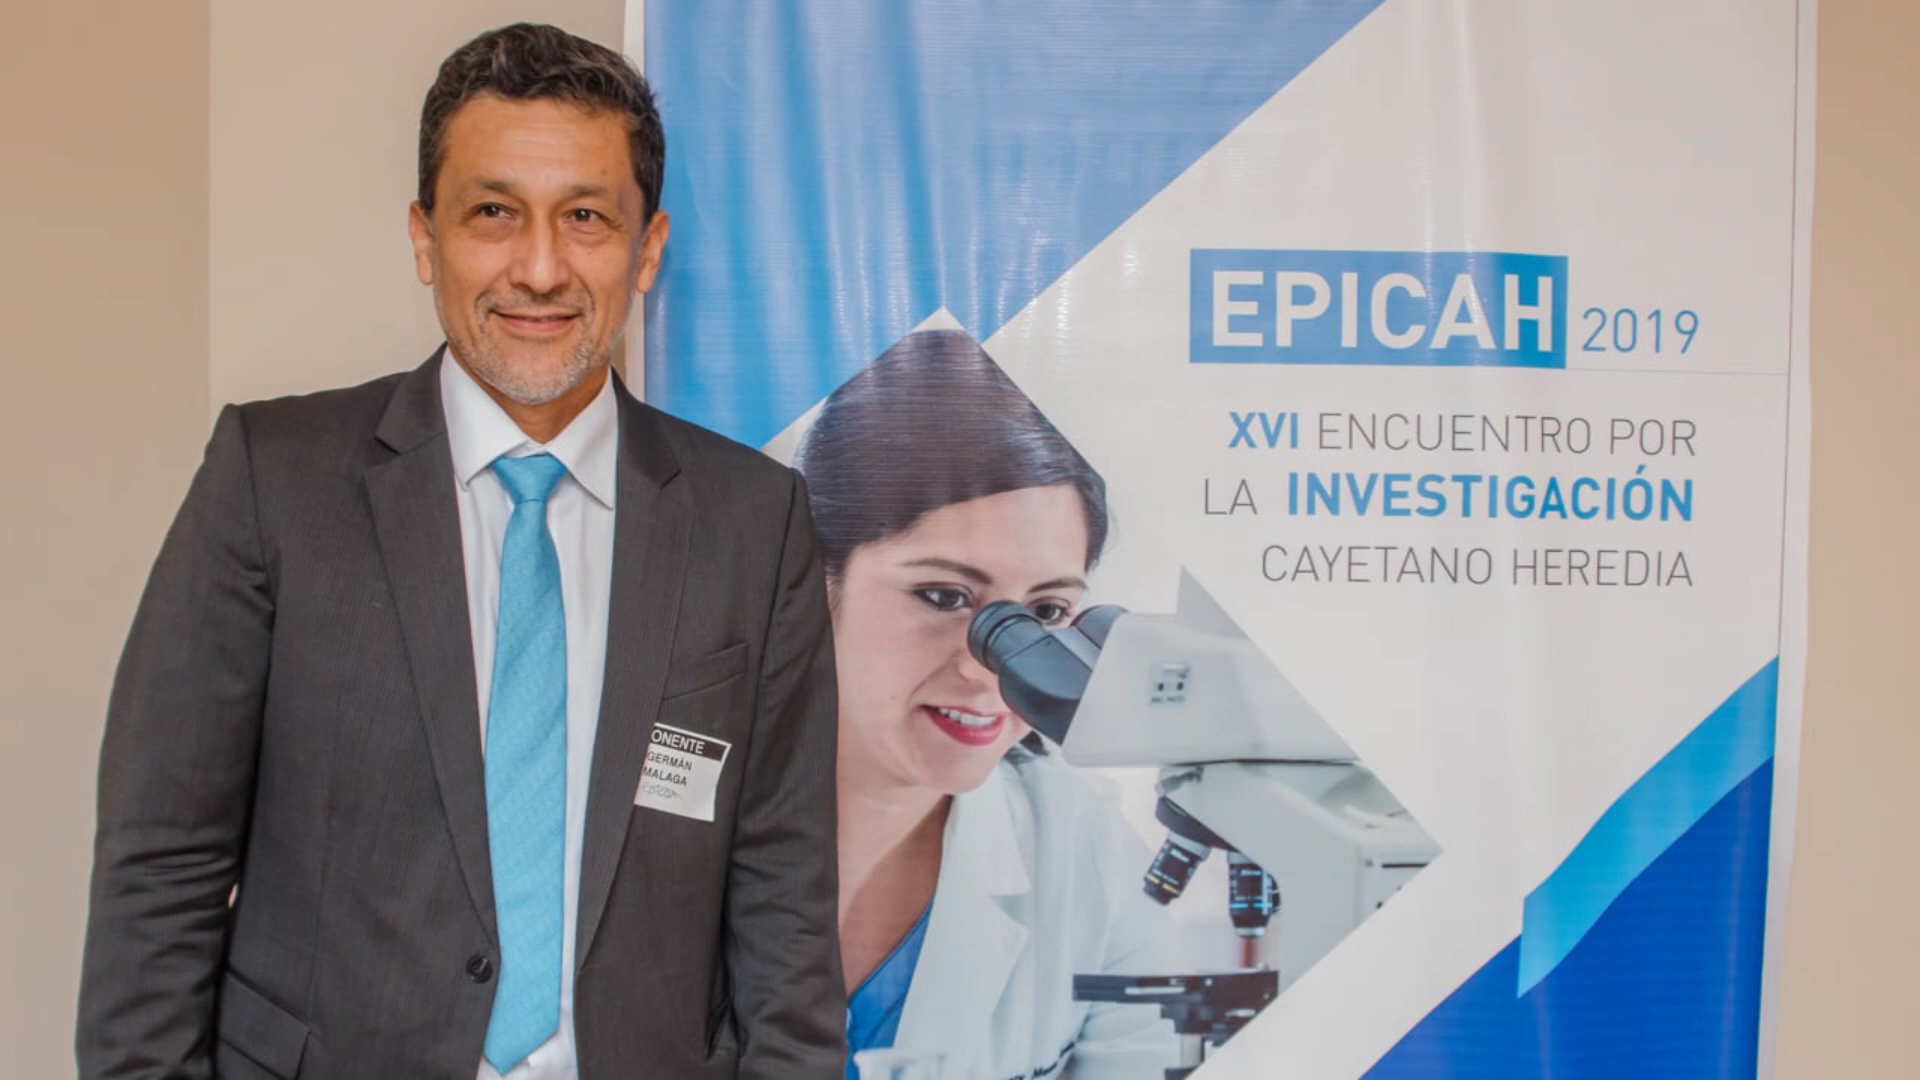 EPICAH 2019
XVI ENCUENTRO POR
LA INVESTIGACIÓN
CAYETANO HEREDIA
ONENTE
GERMÁN
MALAGA